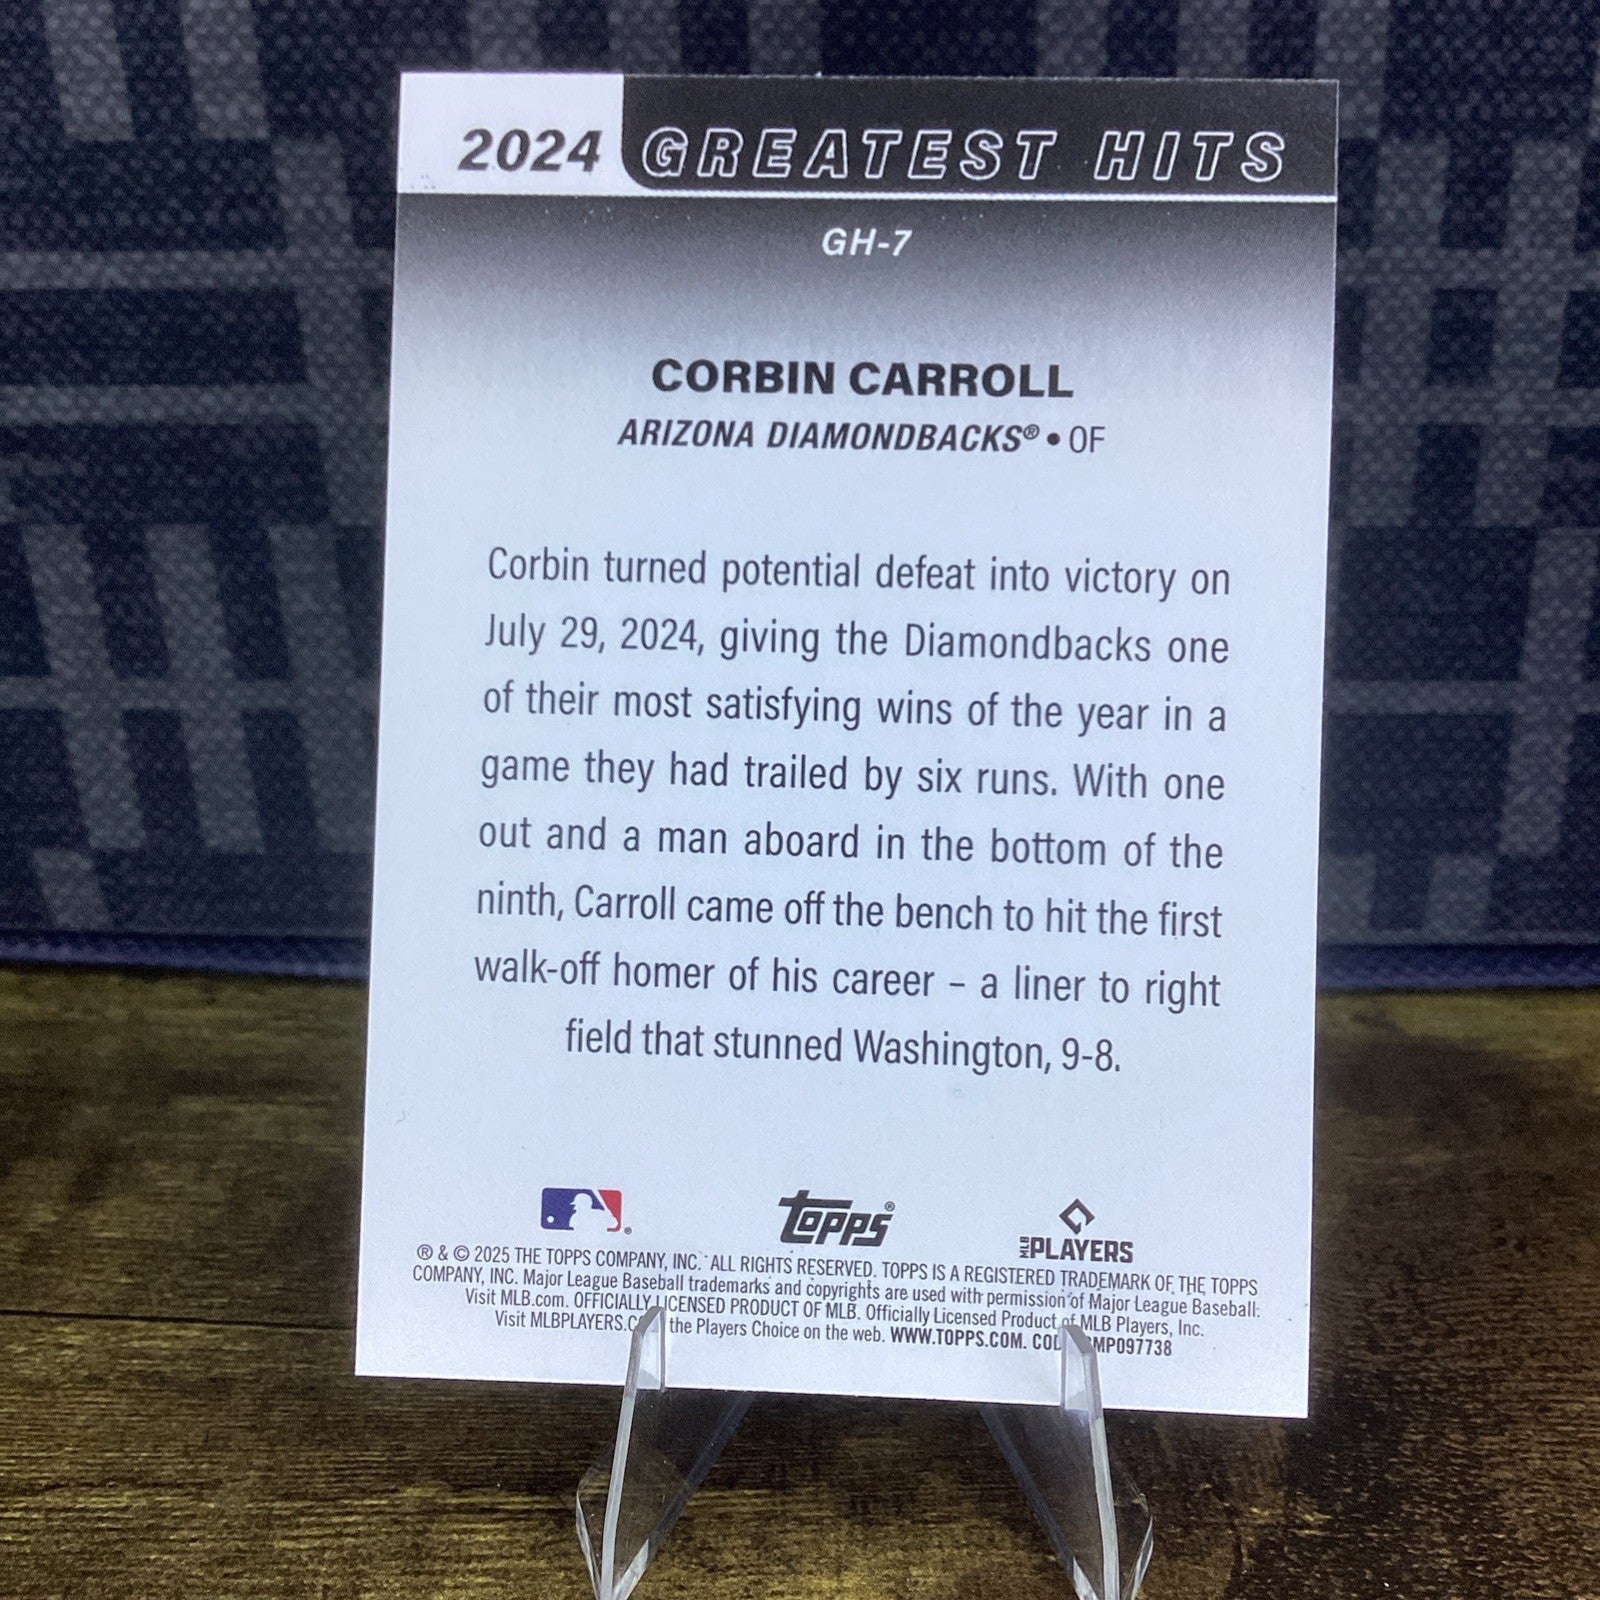 2024 GREATEST HITS
GH-7
CORBIN CARROLL
ARIZONA DIAMONDBACKS® • OF
Corbin turned potential defeat into victory on
July 29, 2024, giving the Diamondbacks one
of their most satisfying wins of the year in a
game they had trailed by six runs. With one
out and a man aboard in the bottom of the
ninth, Carroll came off the bench to hit the first
walk-off homer of his career – a liner to right
field that stunned Washington, 9-8.
® topps® MLB PLAYERS
® & © 2025 THE TOPPS COMPANY, INC. ALL RIGHTS RESERVED. TOPPS IS A REGISTERED TRADEMARK OF THE TOPPS
COMPANY, INC. Major League Baseball trademarks and copyrights are used with permission of Major League Baseball.
Visit MLB.com. OFFICIALLY LICENSED PRODUCT OF MLB. Officially Licensed Product of MLB Players, Inc.
Visit the Players Choice on the web. WWW.TOPPS.COM.